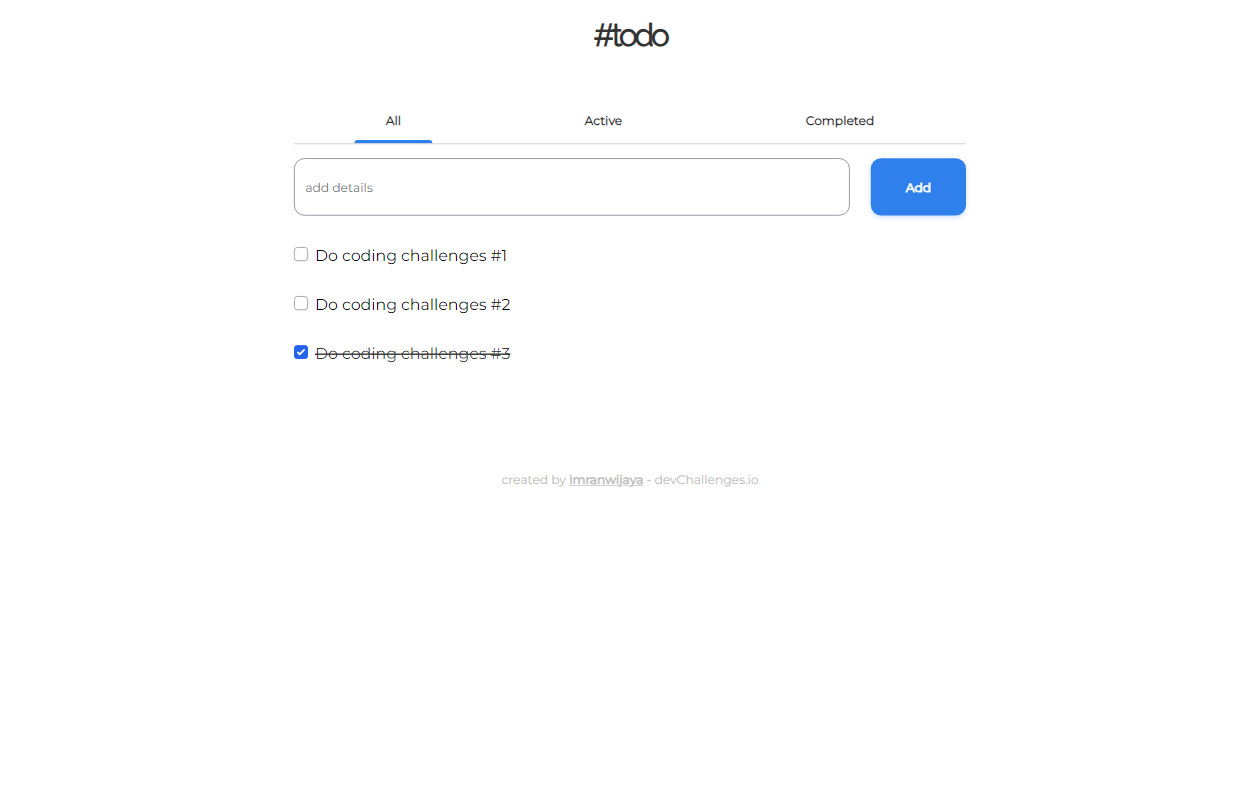 #todo
All Active Completed
add details Add
Do coding challenges #1
Do coding challenges #2
Do coding challenges #3
created by imranwijaya - devChallenges.io